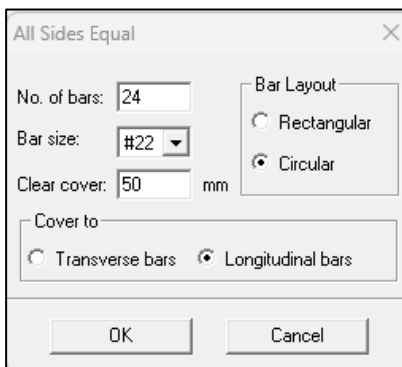 All Sides Equal
No. of bars: 24
Bar size: #22
Clear cover: 50 mm
Bar Layout
Rectangular
Circular
Cover to
Transverse bars Longitudinal bars
OK Cancel